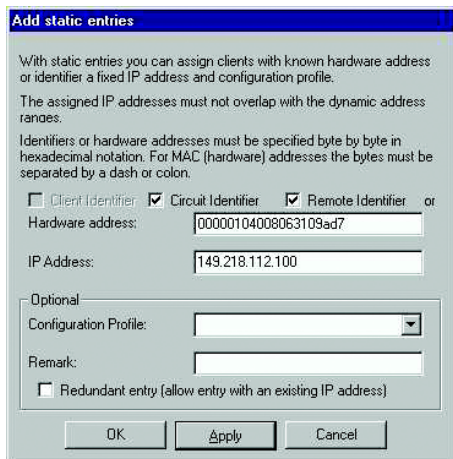 Add static entries
With static entries you can assign clients with known hardware address
or identifier a fixed IP address and configuration profile.
The assigned IP addresses must not overlap with the dynamic address
ranges.
Identifiers or hardware addresses must be specified byte by byte in
hexadecimal notation. For MAC (hardware) addresses the bytes must be
separated by a dash or colon.
Client Identifier Circuit Identifier Remote Identifier or
Hardware address: 00000104008063109ad7
IP Address: 149.218.112.100
Optional
Configuration Profile:
Remark:
Redundant entry (allow entry with an existing IP address)
OK Apply Cancel